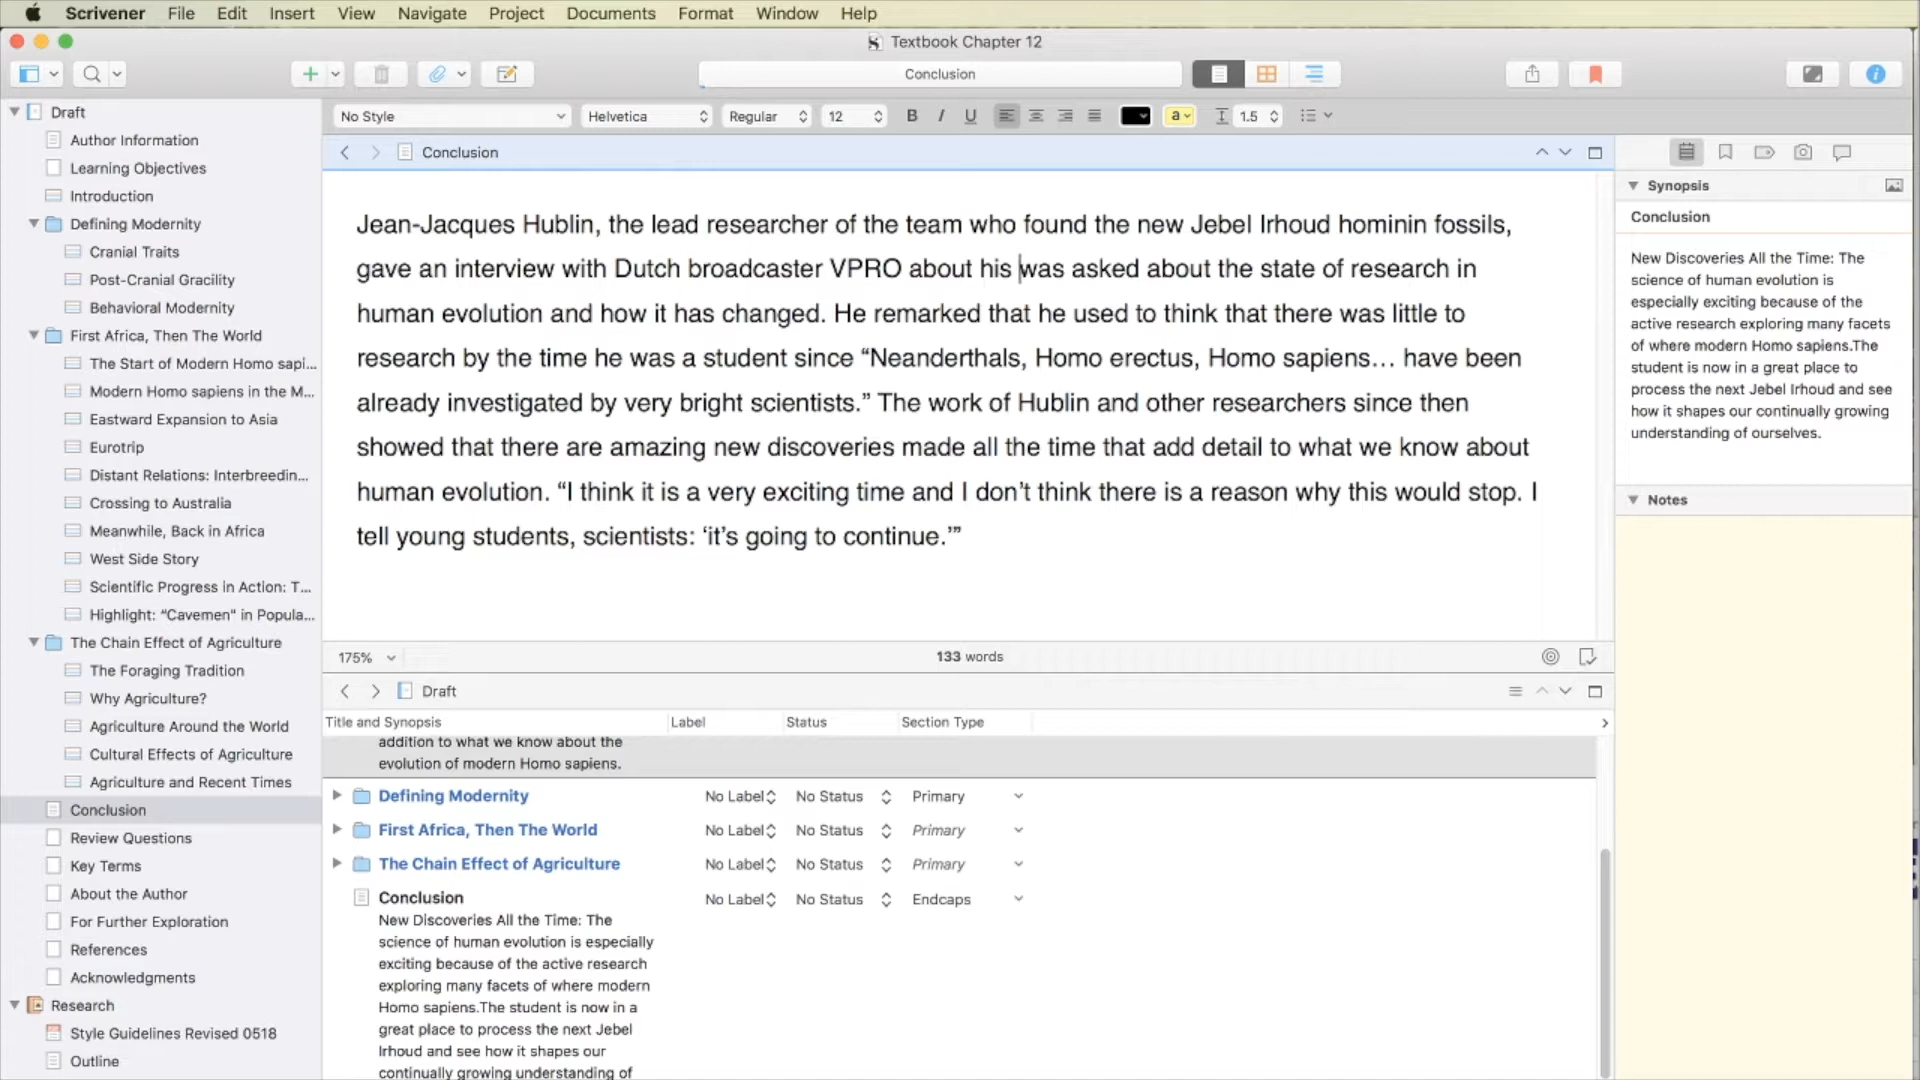 Scrivener File Edit Insert View Navigate Project Documents Format Window Help
Textbook Chapter 12
Conclusion
No Style Helvetica Regular 12 B I U a 1.5
Draft
Author Information
Learning Objectives
Introduction
Defining Modernity
Cranial Traits
Post-Cranial Gracility
Behavioral Modernity
First Africa, Then The World
The Start of Modern Homo sapi...
Modern Homo sapiens in the M...
Eastward Expansion to Asia
Eurotrip
Distant Relations: Interbreedin...
Crossing to Australia
Meanwhile, Back in Africa
West Side Story
Scientific Progress in Action: T...
Highlight: “Cavemen” in Popula...
The Chain Effect of Agriculture
The Foraging Tradition
Why Agriculture?
Agriculture Around the World
Cultural Effects of Agriculture
Agriculture and Recent Times
Conclusion
Review Questions
Key Terms
About the Author
For Further Exploration
References
Acknowledgments
Research
Style Guidelines Revised 0518
Outline
Conclusion
Jean-Jacques Hublin, the lead researcher of the team who found the new Jebel Irhoud hominin fossils,
gave an interview with Dutch broadcaster VPRO about his was asked about the state of research in
human evolution and how it has changed. He remarked that he used to think that there was little to
research by the time he was a student since “Neanderthals, Homo erectus, Homo sapiens… have been
already investigated by very bright scientists.” The work of Hublin and other researchers since then
showed that there are amazing new discoveries made all the time that add detail to what we know about
human evolution. “I think it is a very exciting time and I don’t think there is a reason why this would stop. I
tell young students, scientists: ‘it’s going to continue.’”
175% 133 words
Draft
Title and Synopsis Label Status Section Type
addition to what we know about the
evolution of modern Homo sapiens.
Defining Modernity No Label No Status Primary
First Africa, Then The World No Label No Status Primary
The Chain Effect of Agriculture No Label No Status Primary
Conclusion No Label No Status Endcaps
New Discoveries All the Time: The
science of human evolution is especially
exciting because of the active research
exploring many facets of where modern
Homo sapiens.The student is now in a
great place to process the next Jebel
Irhoud and see how it shapes our
continually growing understanding of
Synopsis
Conclusion
New Discoveries All the Time: The
science of human evolution is
especially exciting because of the
active research exploring many facets
of where modern Homo sapiens.The
student is now in a great place to
process the next Jebel Irhoud and see
how it shapes our continually growing
understanding of ourselves.
Notes